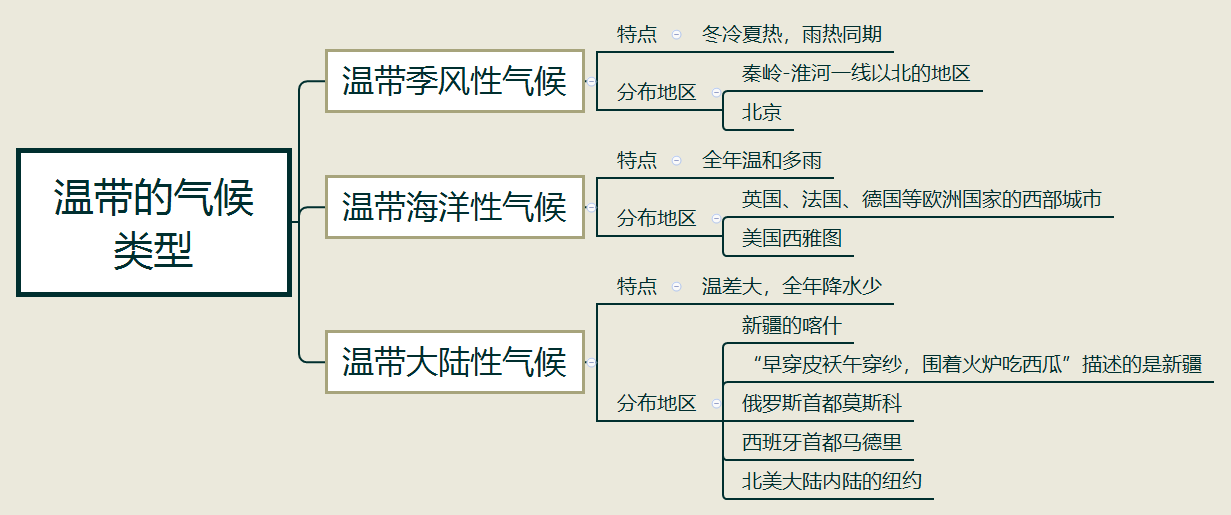 温带的气候
类型
温带季风性气候
特点
冬冷夏热，雨热同期
分布地区
秦岭-淮河一线以北的地区
北京
温带海洋性气候
特点
全年温和多雨
分布地区
英国、法国、德国等欧洲国家的西部城市
美国西雅图
温带大陆性气候
特点
温差大，全年降水少
分布地区
新疆的喀什
“早穿皮袄午穿纱，围着火炉吃西瓜”描述的是新疆
俄罗斯首都莫斯科
西班牙首都马德里
北美大陆内陆的纽约